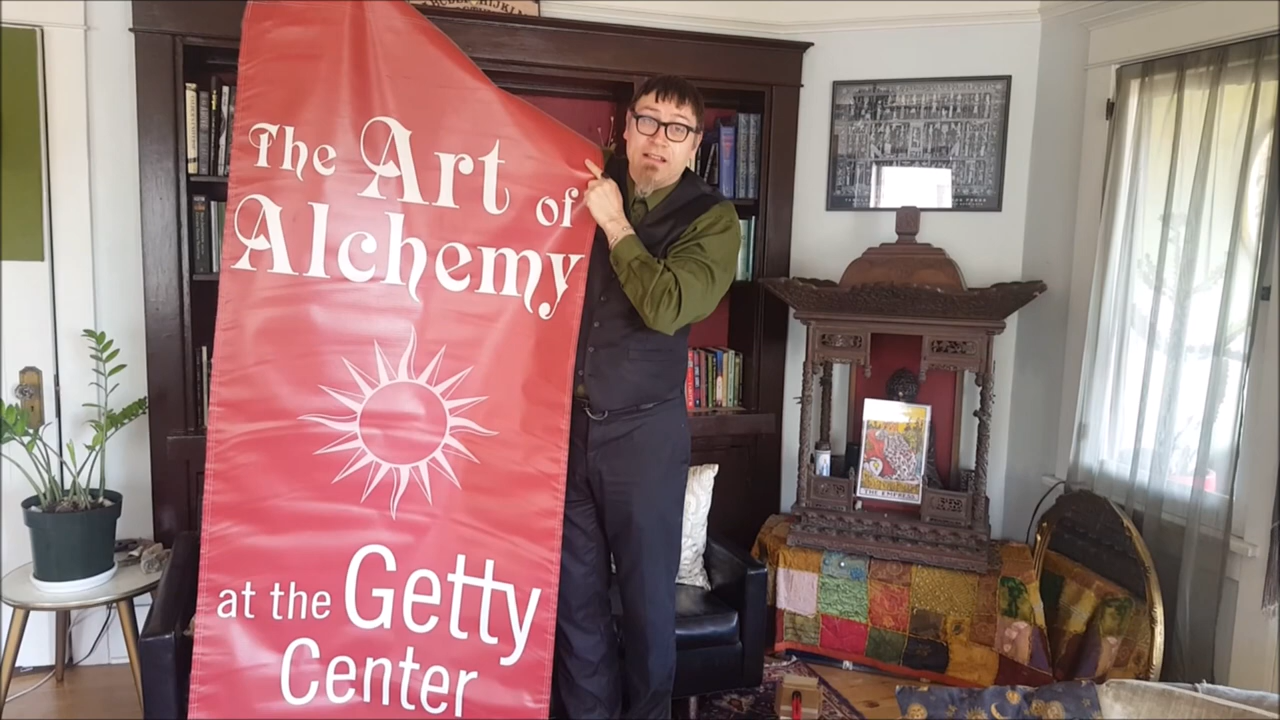 The Art of
Alchemy
at the Getty
Center
THE EMPRESS